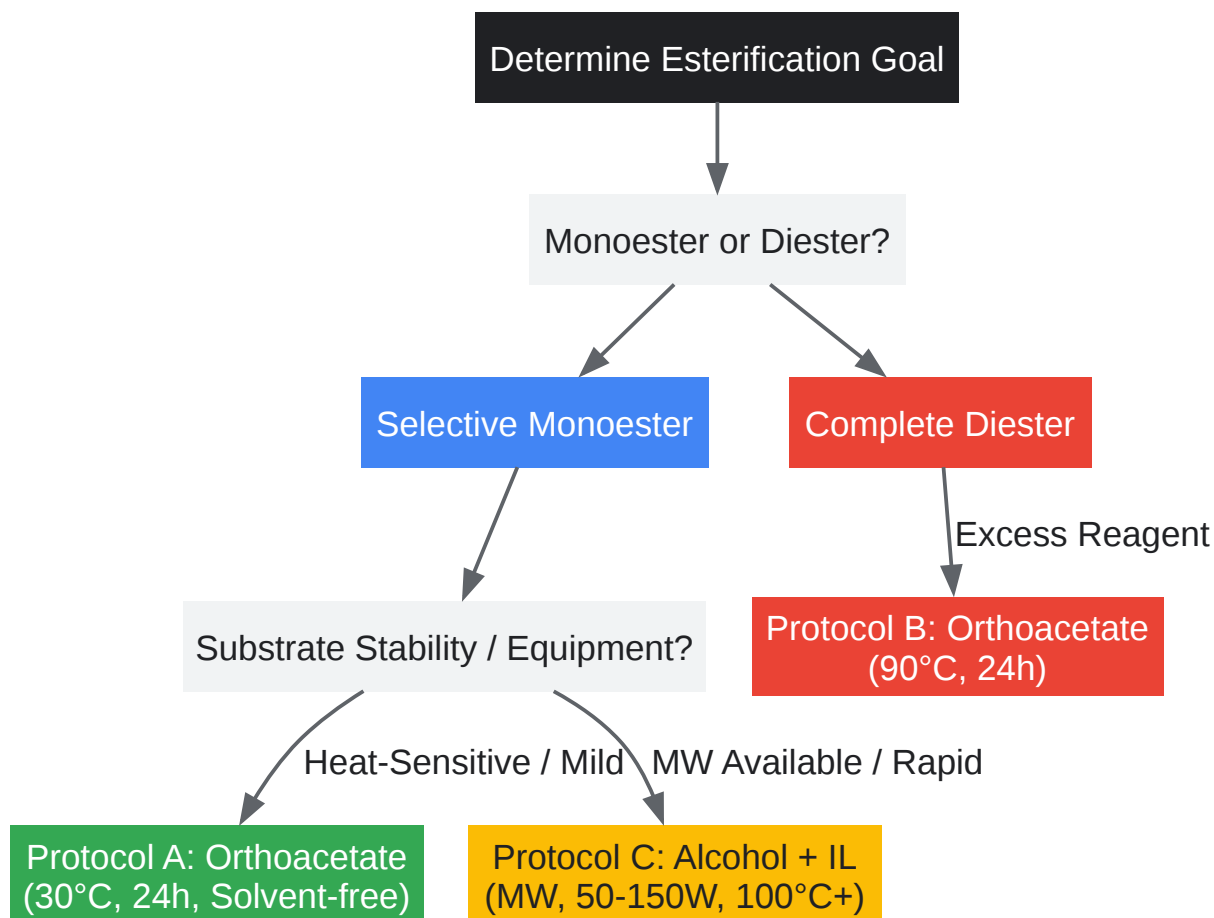 Determine Esterification Goal
Monoester or Diester?
Selective Monoester
Complete Diester
Excess Reagent
Substrate Stability / Equipment?
Protocol B: Orthoacetate
(90°C, 24h)
Heat-Sensitive / Mild
MW Available / Rapid
Protocol A: Orthoacetate
(30°C, 24h, Solvent-free)
Protocol C: Alcohol + IL
(MW, 50-150W, 100°C+)